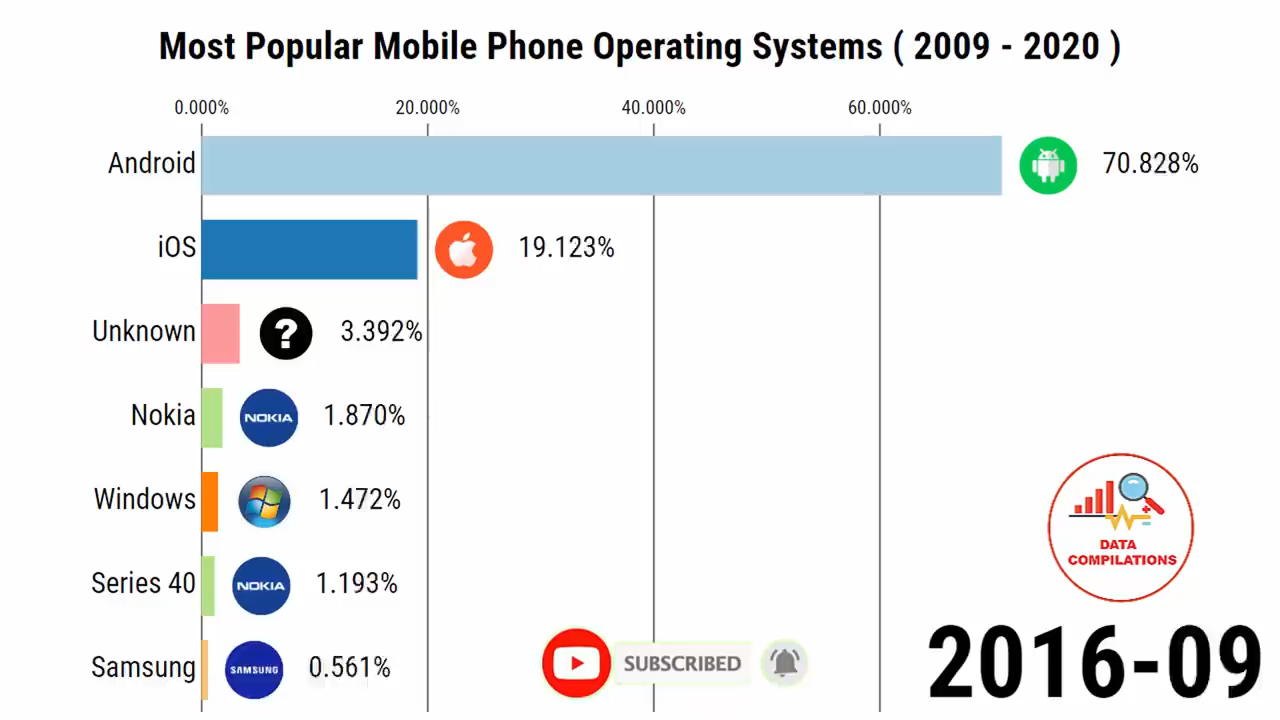 Most Popular Mobile Phone Operating Systems ( 2009 - 2020 )
0.000% 20.000% 40.000% 60.000%
Android 70.828%
iOS 19.123%
Unknown ? 3.392%
Nokia NOKIA 1.870%
Windows 1.472%
Series 40 NOKIA 1.193%
Samsung SAMSUNG 0.561%
DATA
COMPILATIONS
SUBSCRIBED
2016-09